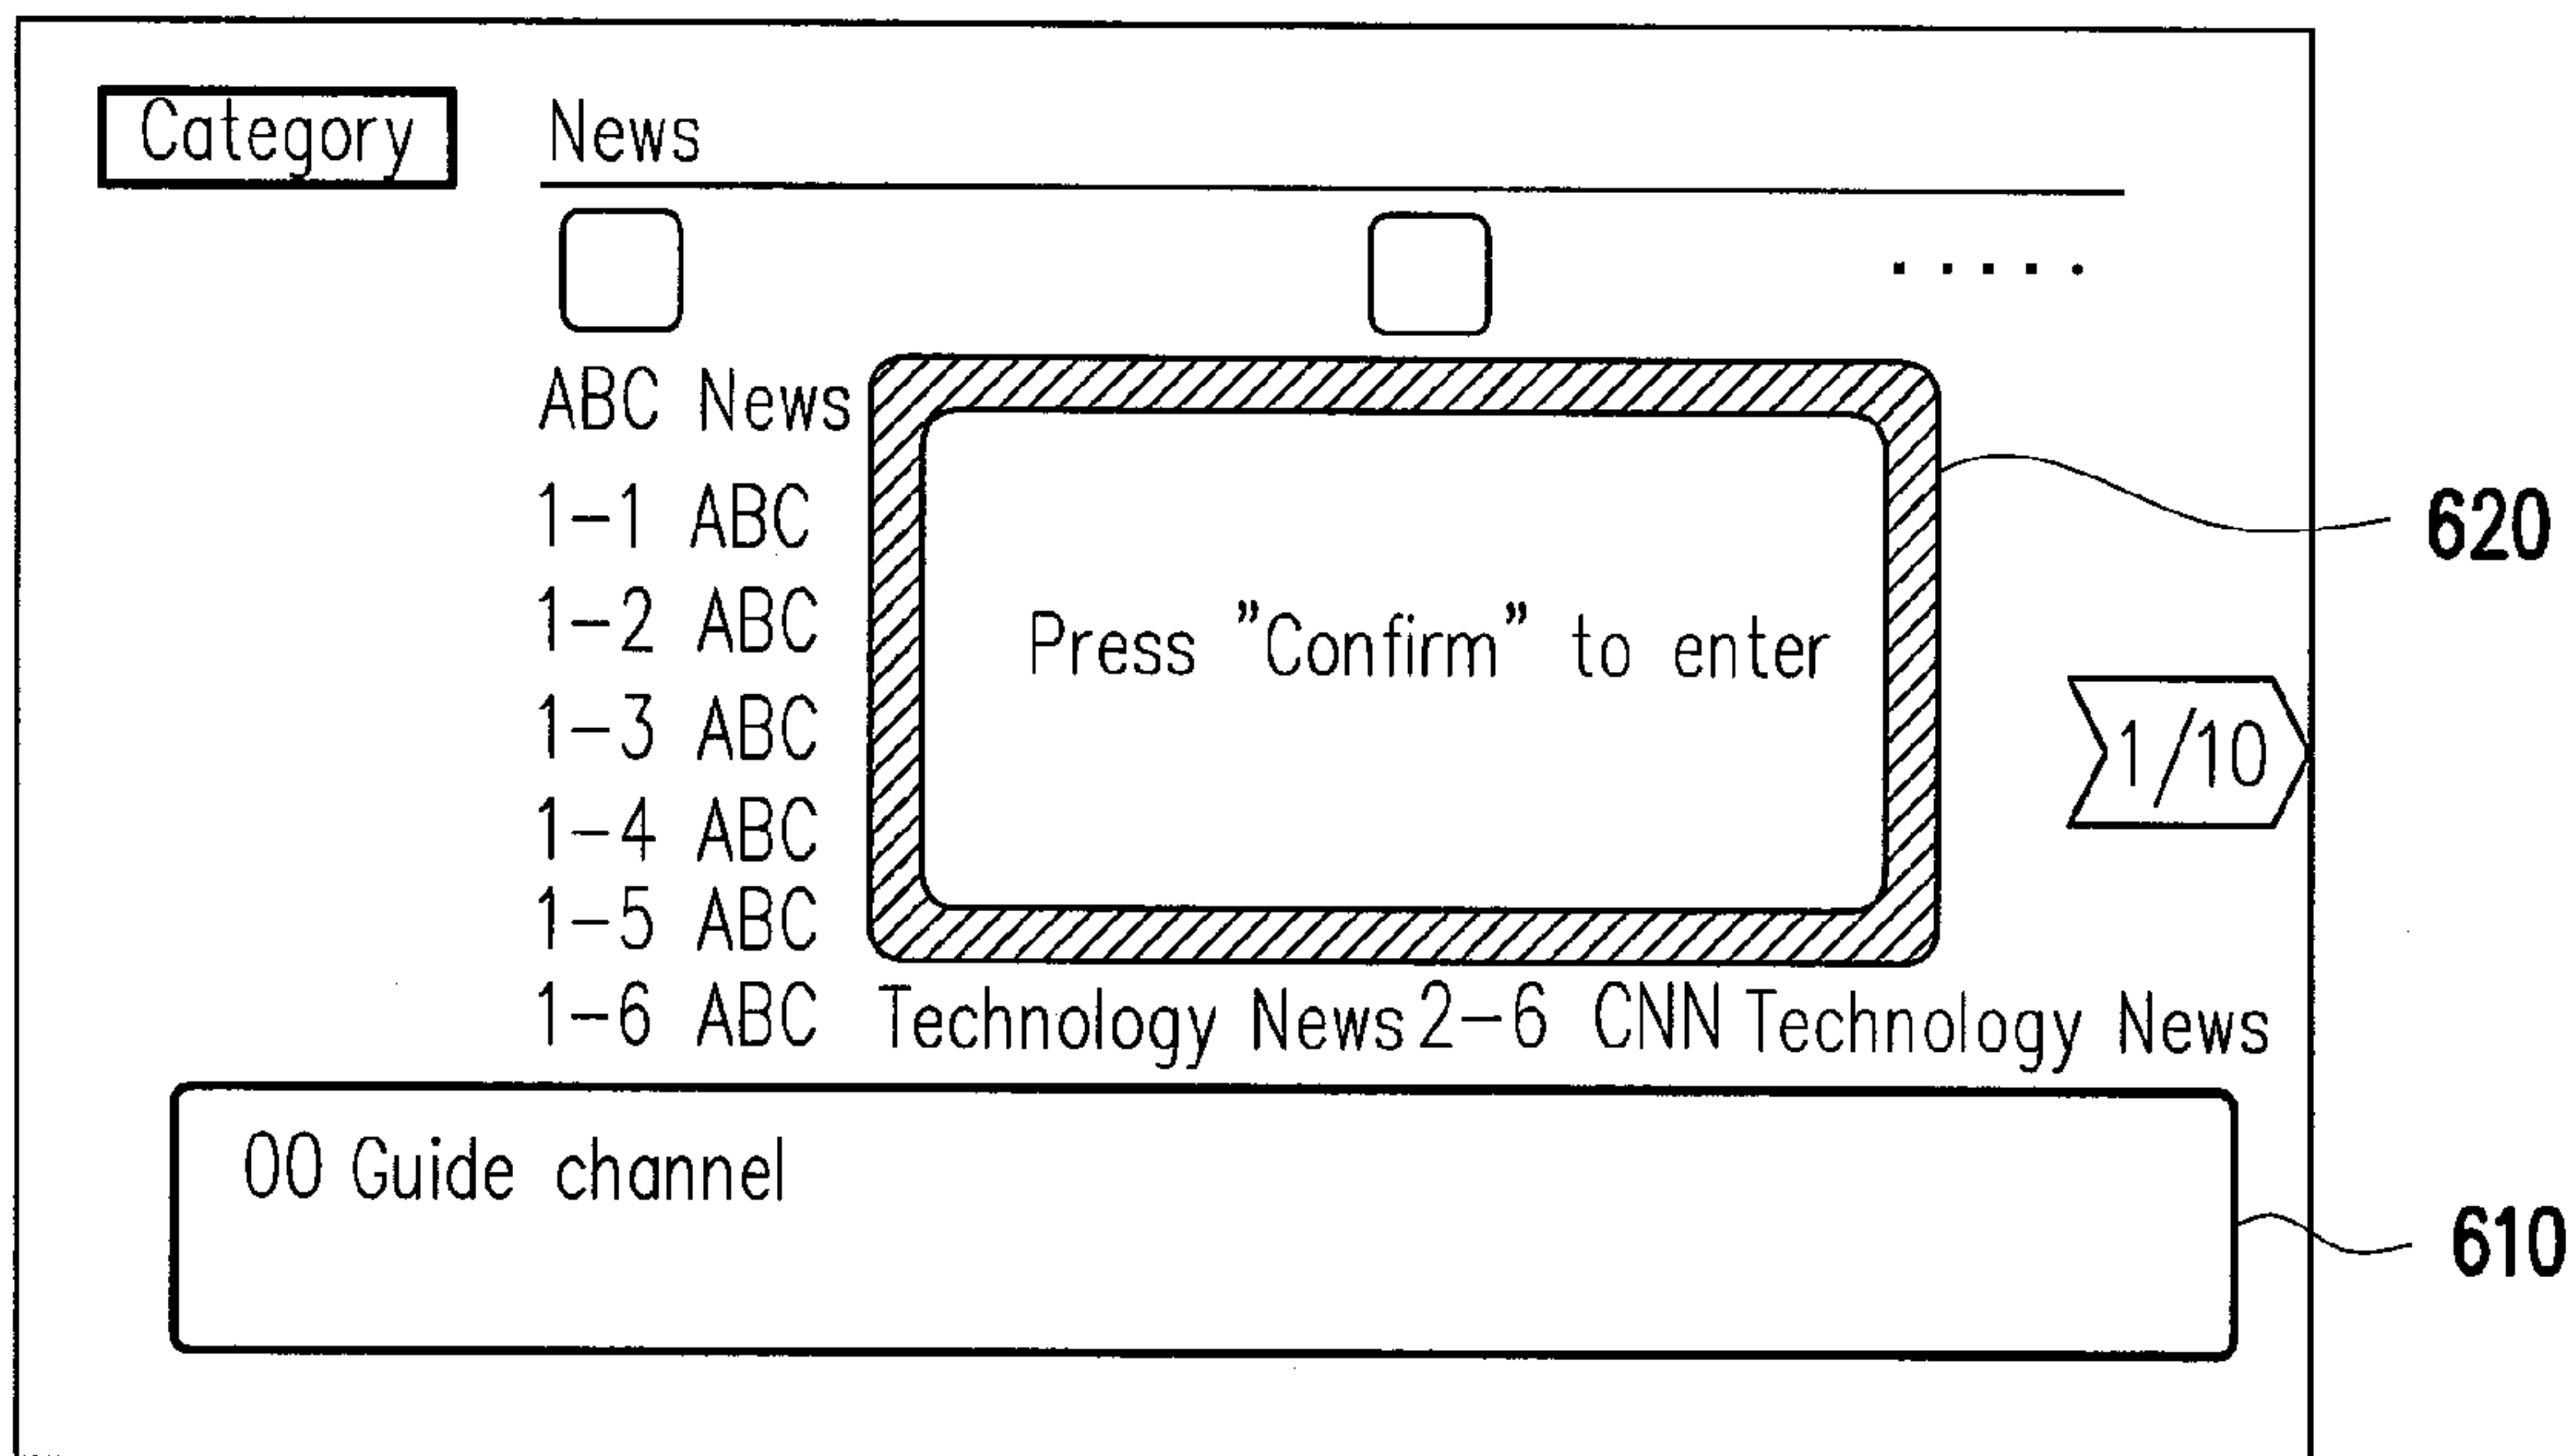 Category News
.....
ABC News
1-1 ABC
1-2 ABC
Press "Confirm" to enter
620
1-3 ABC
1/10
1-4 ABC
1-5 ABC
1-6 ABC Technology News 2-6 CNN Technology News
00 Guide channel
610